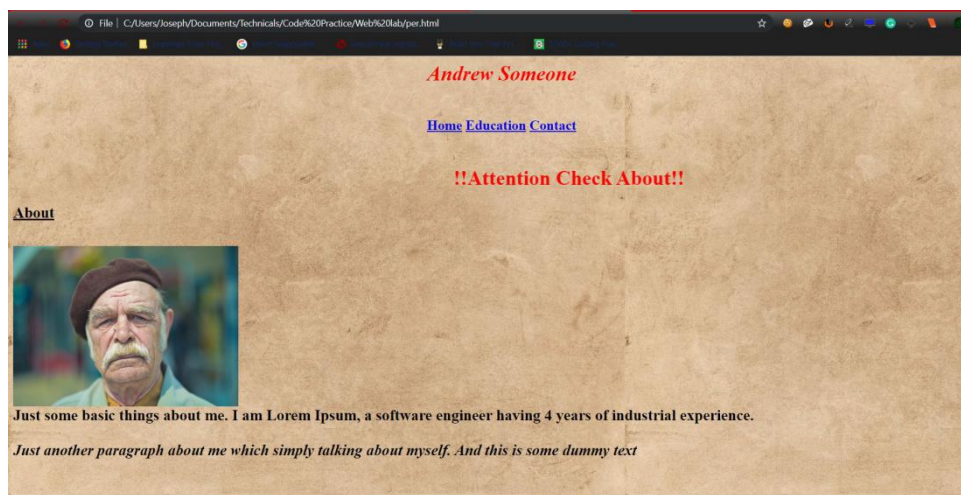 File | C:/Users/Joseph/Documents/Technicals/Code%20Practice/Web%20lab/per.html
Andrew Someone
Home Education Contact
!!Attention Check About!!
About
Just some basic things about me. I am Lorem Ipsum, a software engineer having 4 years of industrial experience.
Just another paragraph about me which simply talking about myself. And this is some dummy text